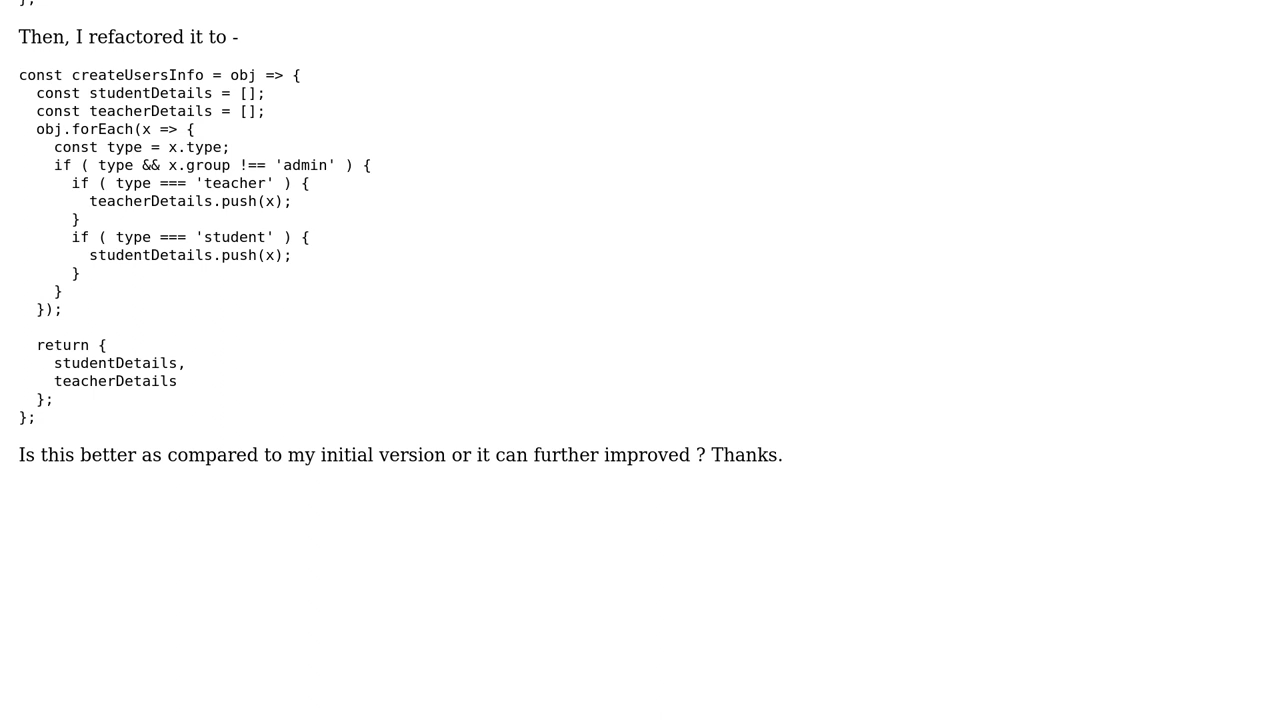 };
Then, I refactored it to -
const createUsersInfo = obj => {
  const studentDetails = [];
  const teacherDetails = [];
  obj.forEach(x => {
    const type = x.type;
    if ( type && x.group !== 'admin' ) {
      if ( type === 'teacher' ) {
        teacherDetails.push(x);
      }
      if ( type === 'student' ) {
        studentDetails.push(x);
      }
    }
  });

  return {
    studentDetails,
    teacherDetails
  };
};
Is this better as compared to my initial version or it can further improved ? Thanks.